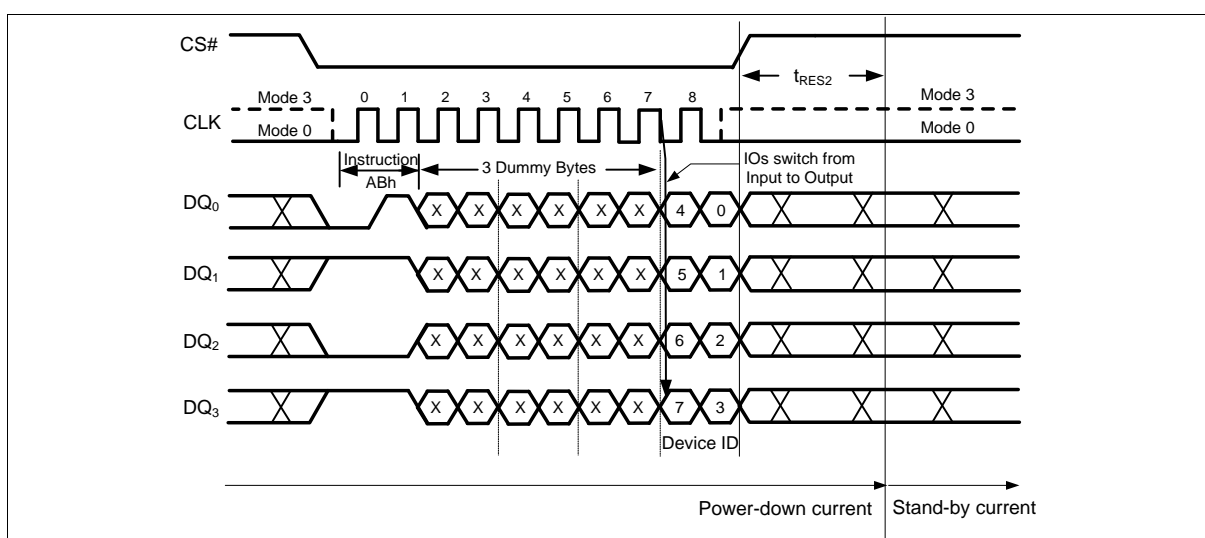 CS#
tRES2
Mode 3 0 1 2 3 4 5 6 7 8 Mode 3
CLK
Mode 0 Mode 0
Instruction
ABh
3 Dummy Bytes
IOs switch from
Input to Output
DQ0 X X X X X X 4 0
DQ1 X X X X X X 5 1
DQ2 X X X X X X 6 2
DQ3 X X X X X X 7 3
Device ID
Power-down current Stand-by current